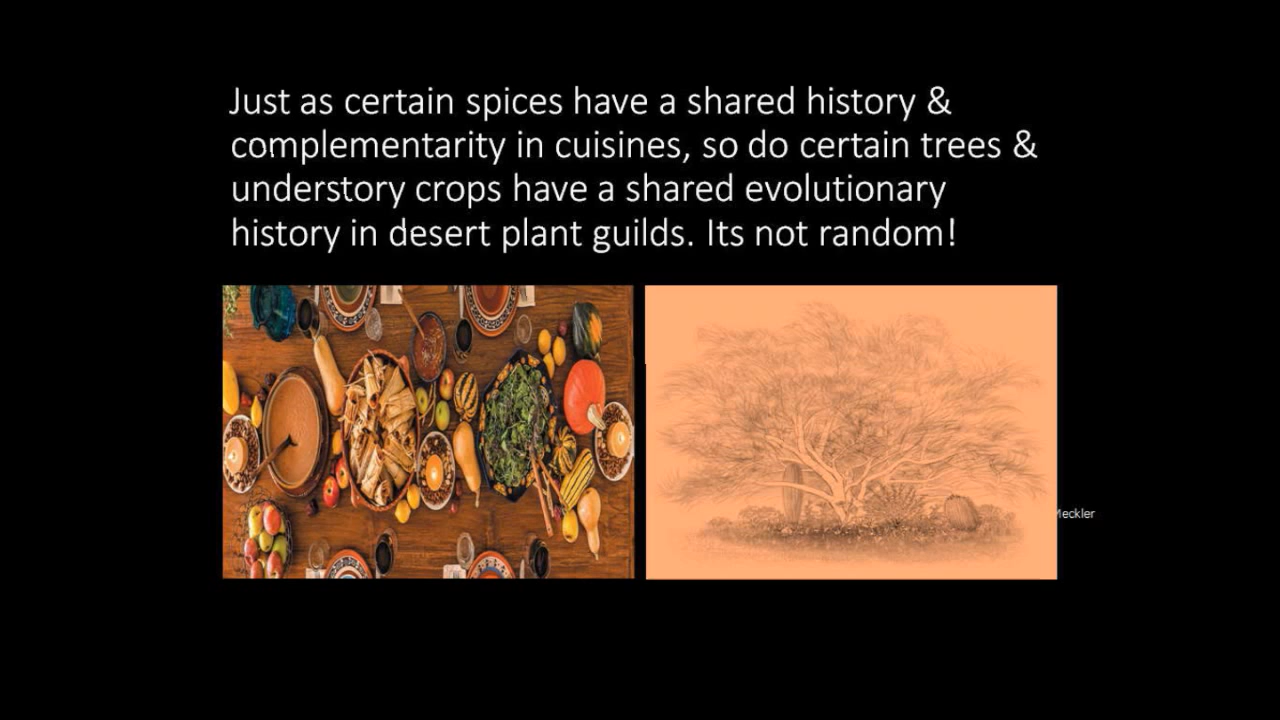 Just as certain spices have a shared history &
complementarity in cuisines, so do certain trees &
understory crops have a shared evolutionary
history in desert plant guilds. Its not random!